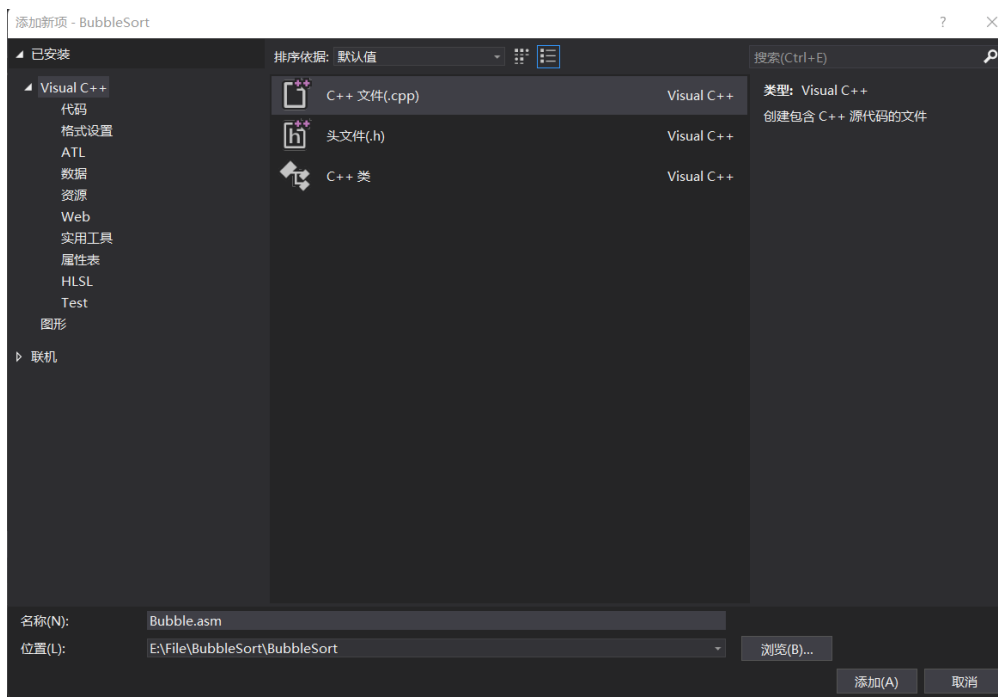 添加新项 - BubbleSort
已安装
排序依据: 默认值
搜索(Ctrl+E)
Visual C++
代码
格式设置
ATL
数据
资源
Web
实用工具
属性表
HLSL
Test
图形
联机
C++ 文件(.cpp) Visual C++
头文件(.h) Visual C++
C++ 类 Visual C++
类型: Visual C++
创建包含 C++ 源代码的文件
名称(N): Bubble.asm
位置(L): E:\File\BubbleSort\BubbleSort
浏览(B)...
添加(A) 取消